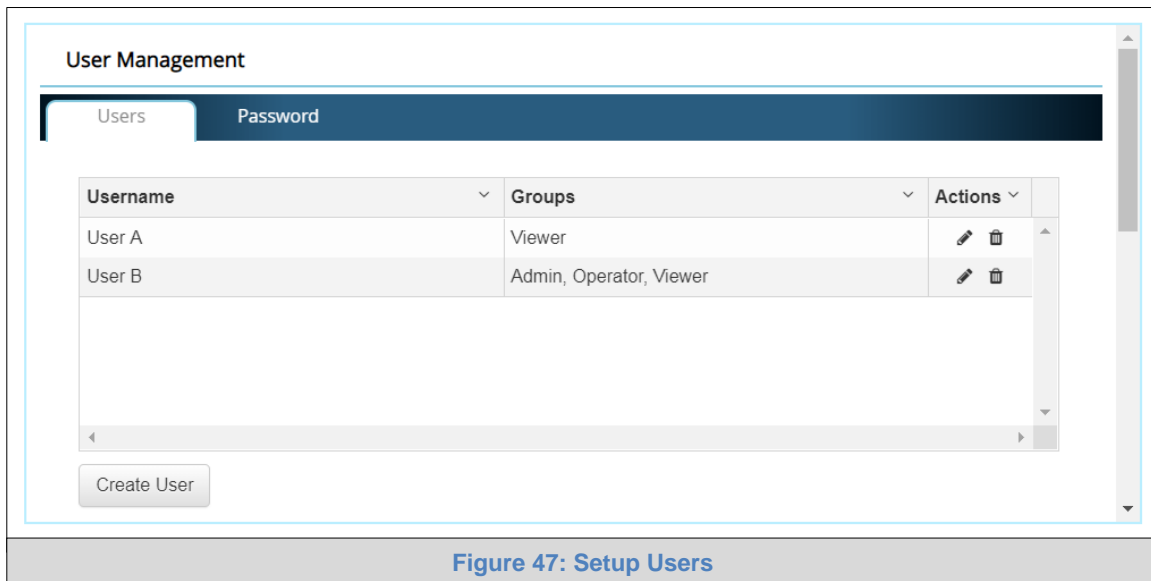 User Management
Users Password
Username Groups Actions
User A Viewer
User B Admin, Operator, Viewer
Create User
Figure 47: Setup Users